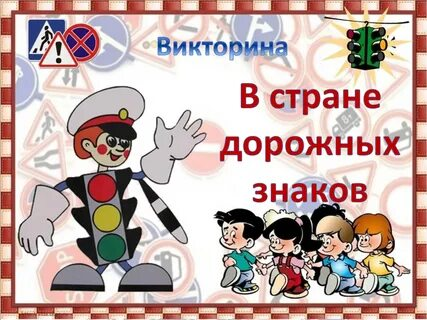 Викторина
В стране
дорожных
знаков